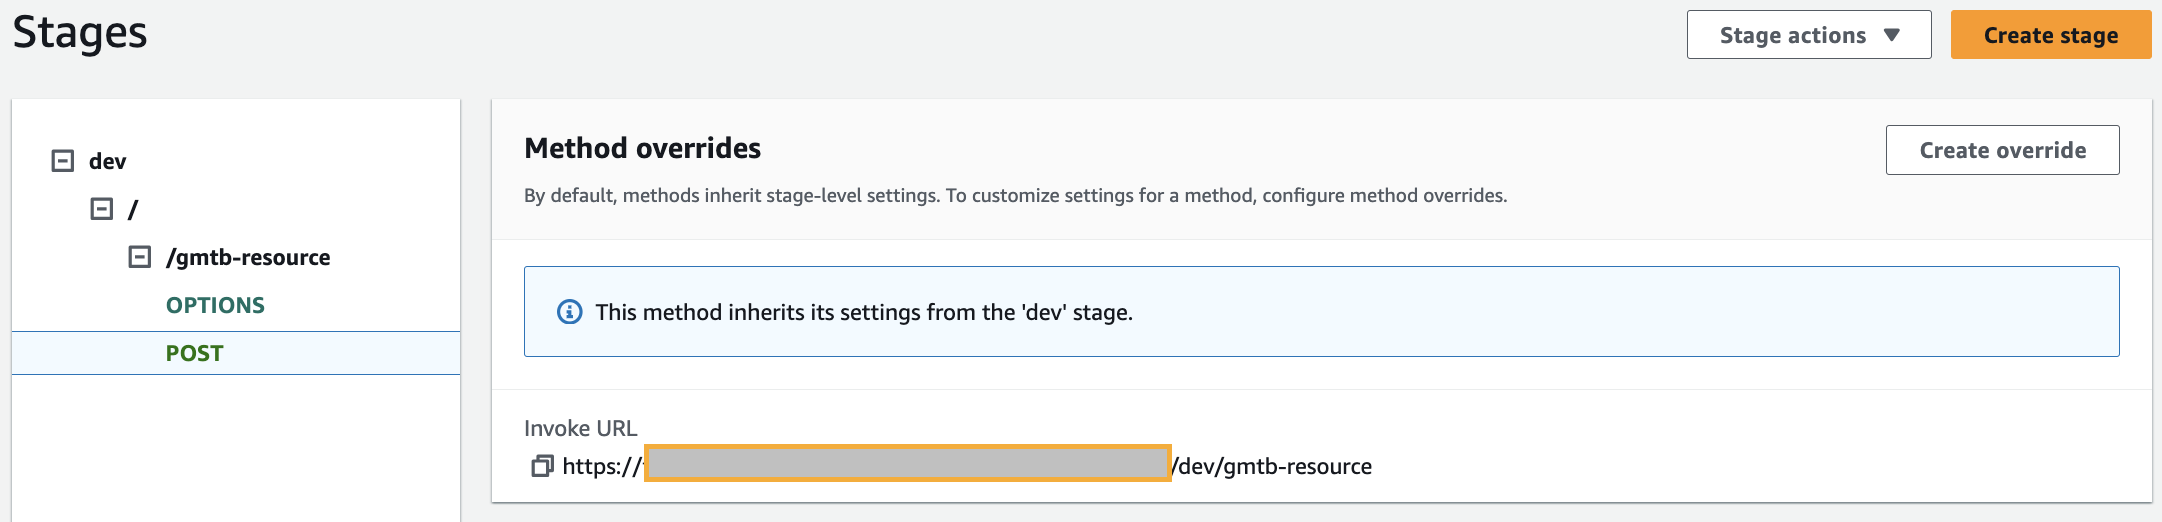 Stages
Stage actions
Create stage
dev
/
/gmtb-resource
OPTIONS
POST
Method overrides
Create override
By default, methods inherit stage-level settings. To customize settings for a method, configure method overrides.
This method inherits its settings from the 'dev' stage.
Invoke URL
https:// /dev/gmtb-resource